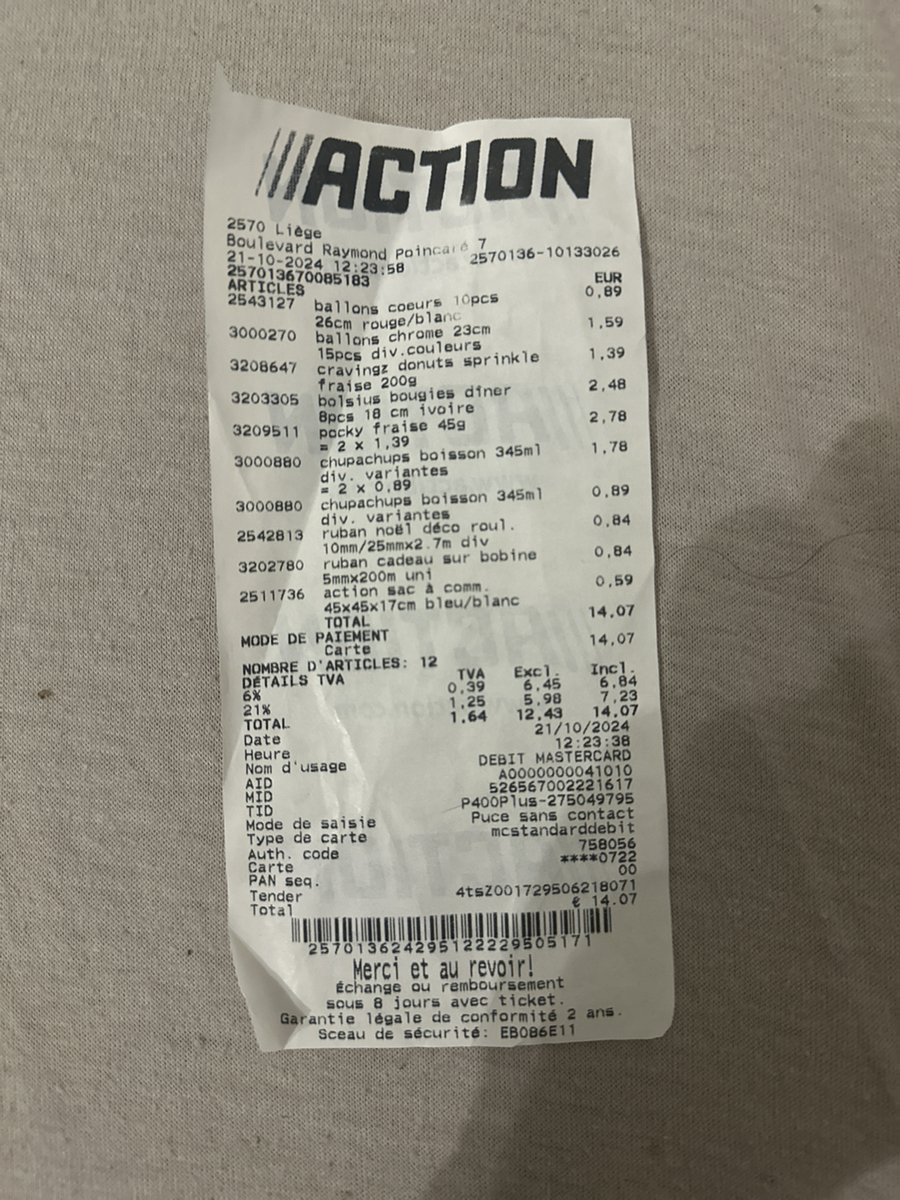 ///ACTION
2570 Liège
Boulevard Raymond Poincaré 7
21-10-2024 12:23:58 2570136-10133026
257013670085183
ARTICLES EUR
2543127 ballons coeurs 10pcs 0,89
26cm rouge/blanc
3000270 ballons chrome 23cm 1,59
15pcs div.couleurs
3208647 cravingz donuts sprinkle 1,39
fraise 200g
3203305 bolsius bougies dîner 2,48
8pcs 18 cm ivoire
3209511 pocky fraise 45g 2,78
= 2 x 1,39
3000880 chupachups boisson 345ml 1,78
div. variantes
= 2 x 0,89
3000880 chupachups boisson 345ml 0,89
div. variantes
2542813 ruban noël déco roul. 0,84
10mm/25mmx2.7m div
3202780 ruban cadeau sur bobine 0,84
5mmx200m uni
2511736 action sac à comm. 0,59
45x45x17cm bleu/blanc
TOTAL 14,07
MODE DE PAIEMENT
Carte 14,07
NOMBRE D'ARTICLES: 12
DÉTAILS TVA TVA Excl. Incl.
6% 0,39 6,45 6,84
21% 1,25 5,98 7,23
TOTAL 1,64 12,43 14,07
Date 21/10/2024
Heure 12:23:38
Nom d'usage DEBIT MASTERCARD
AID A0000000041010
MID 526567002221617
TID P400Plus-275049795
Mode de saisie Puce sans contact
Type de carte mcstandarddebit
Auth. code 758056
Carte ****0722
PAN seq. 00
Tender 4tsZ001729506218071
Total € 14.07
257013624295122229505171
Merci et au revoir!
Échange ou remboursement
sous 8 jours avec ticket.
Garantie légale de conformité 2 ans.
Sceau de sécurité: EB086E11